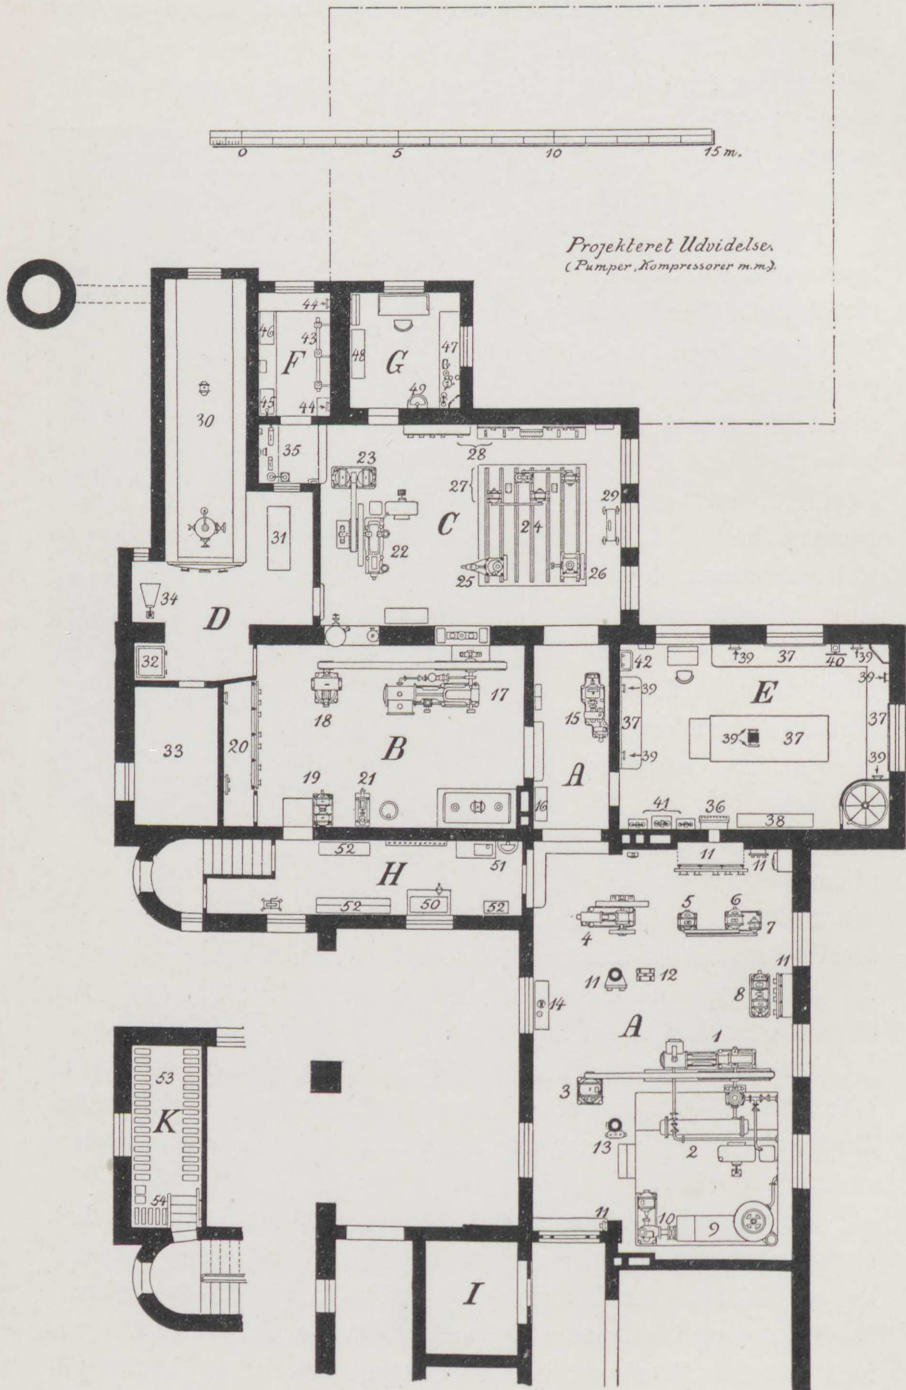 0 5 10 15 m.
Projekteret Udvidelse.
(Pumper, Kompressorer m.m.).
44
46 43
F
48 G 47
45 44 49
30
35 23 28
27 29
C 24
31 22
25 26
34
D
32 42 39 37 40 39
39 39
17 E
18 15 37 37
33 20 B 39 37
A 39 39
19 21
16 41 36 38
52 51 11 11
H
52 50 52 5 6
4 7
11 12 11
14 8
A
1
53 3
K 13 2
54
11 10 9
I